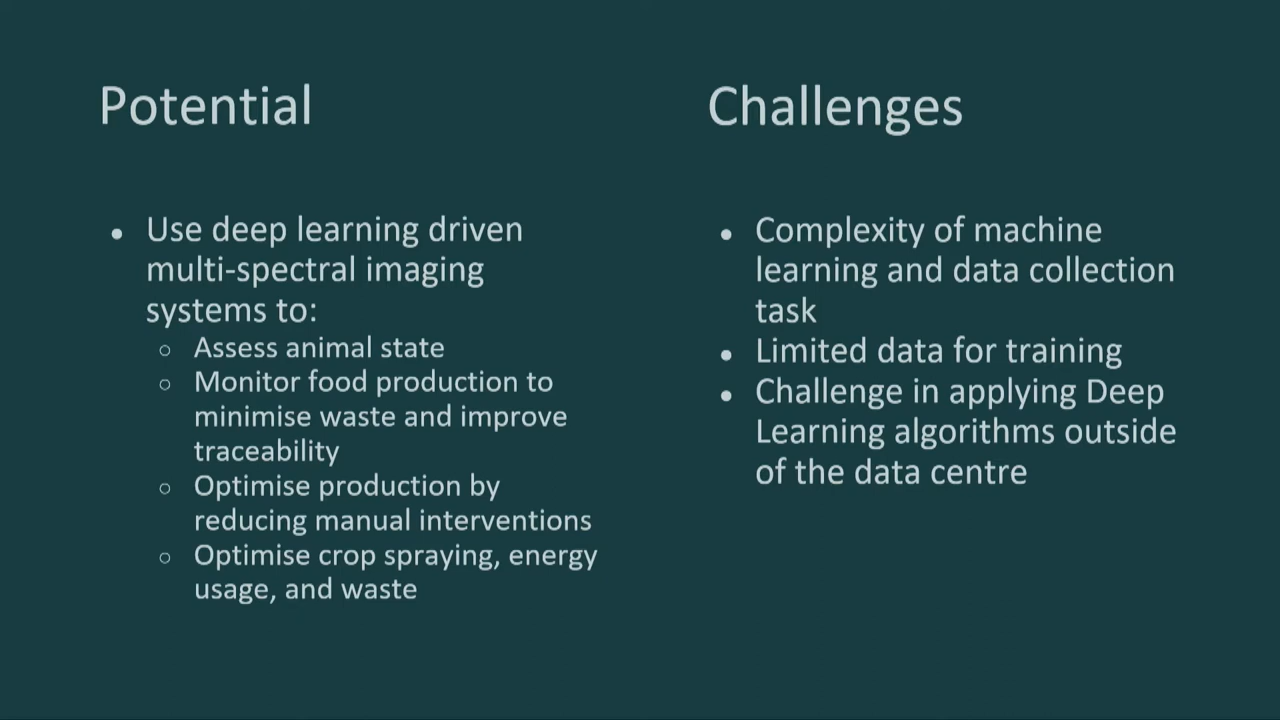 Potential
● Use deep learning driven
multi-spectral imaging
systems to:
○ Assess animal state
○ Monitor food production to
minimise waste and improve
traceability
○ Optimise production by
reducing manual interventions
○ Optimise crop spraying, energy
usage, and waste
Challenges
● Complexity of machine
learning and data collection
task
● Limited data for training
● Challenge in applying Deep
Learning algorithms outside
of the data centre